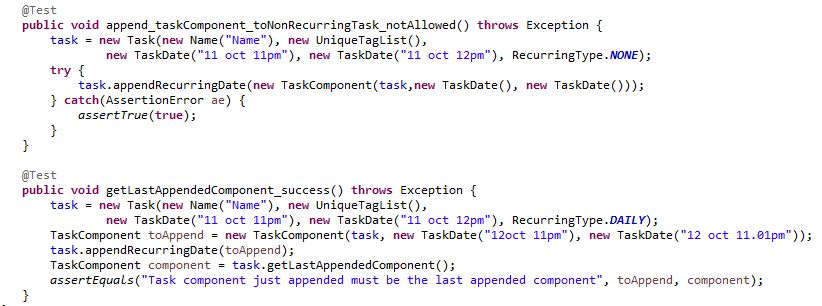 @Test
public void append_taskComponent_toNonRecurringTask_notAllowed() throws Exception {
task = new Task(new Name("Name"), new UniqueTagList(),
new TaskDate("11 oct 11pm"), new TaskDate("11 oct 12pm"), RecurringType.NONE);
try {
task.appendRecurringDate(new TaskComponent(task,new TaskDate(), new TaskDate()));
} catch(AssertionError ae) {
assertTrue(true);
}
}
@Test
public void getLastAppendedComponent_success() throws Exception {
task = new Task(new Name("Name"), new UniqueTagList(),
new TaskDate("11 oct 11pm"), new TaskDate("11 oct 12pm"), RecurringType.DAILY);
TaskComponent toAppend = new TaskComponent(task, new TaskDate("12oct 11pm"), new TaskDate("12 oct 11.01pm"));
task.appendRecurringDate(toAppend);
TaskComponent component = task.getLastAppendedComponent();
assertEquals("Task component just appended must be the last appended component", toAppend, component);
}